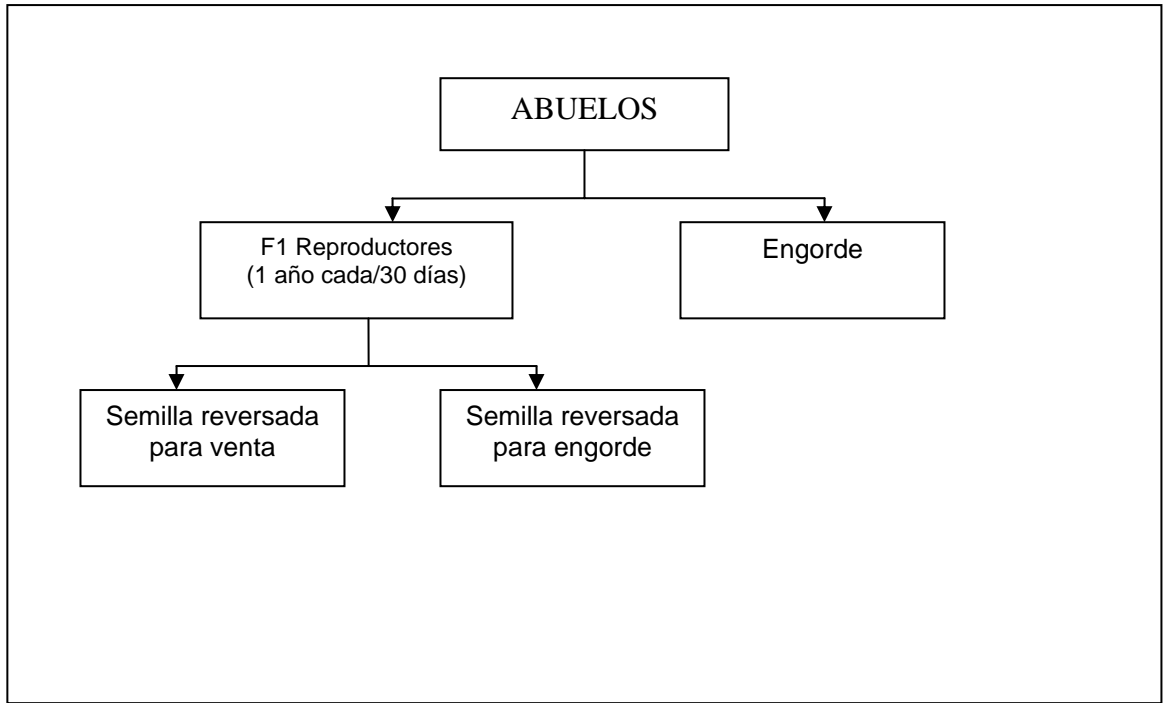 ABUELOS
F1 Reproductores
(1 año cada/30 días)
Engorde
Semilla reversada
para venta
Semilla reversada
para engorde